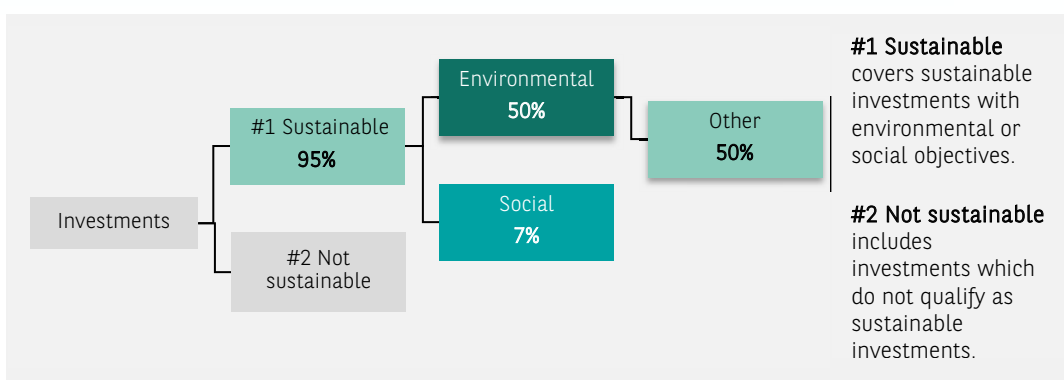 Investments
#1 Sustainable
95%
#2 Not
sustainable
Environmental
50%
Social
7%
Other
50%
#1 Sustainable
covers sustainable
investments with
environmental or
social objectives.
#2 Not sustainable
includes
investments which
do not qualify as
sustainable
investments.